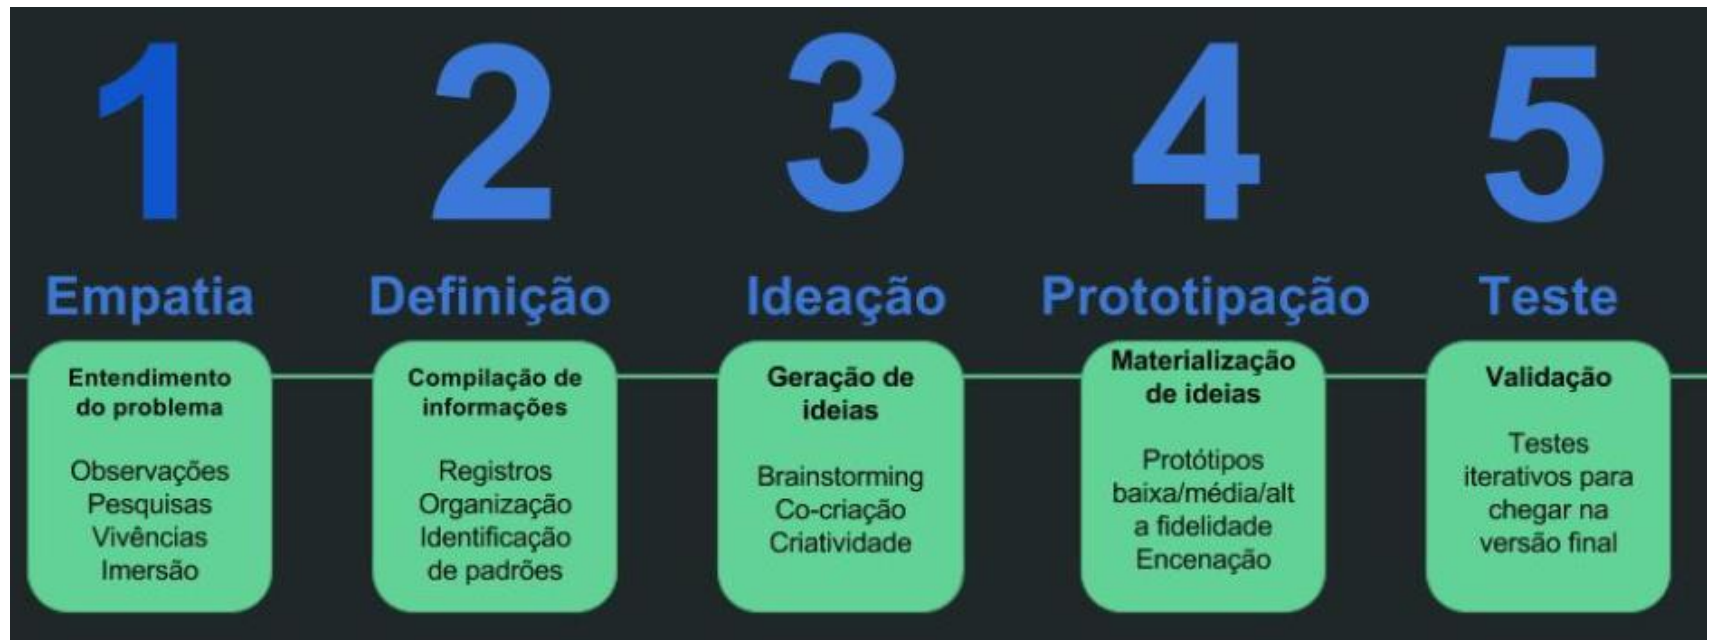 1
Empatia
Entendimento
do problema
Observações
Pesquisas
Vivências
Imersão
2
Definição
Compilação de
informações
Registros
Organização
Identificação
de padrões
3
Ideação
Geração de
ideias
Brainstorming
Co-criação
Criatividade
4
Prototipação
Materialização
de ideias
Protótipos
baixa/média/alt
a fidelidade
Encenação
5
Teste
Validação
Testes
iterativos para
chegar na
versão final